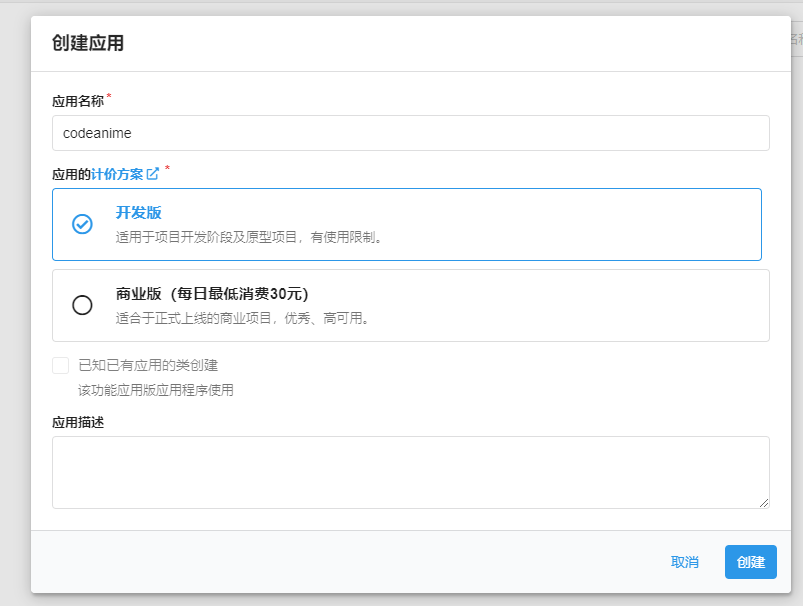 创建应用
应用名称*
codeanime
应用的计价方案 *
开发版
适用于项目开发阶段及原型项目，有使用限制。
商业版（每日最低消费30元）
适合于正式上线的商业项目，优秀、高可用。
已知已有应用的类创建
该功能应用版应用程序使用
应用描述
取消
创建